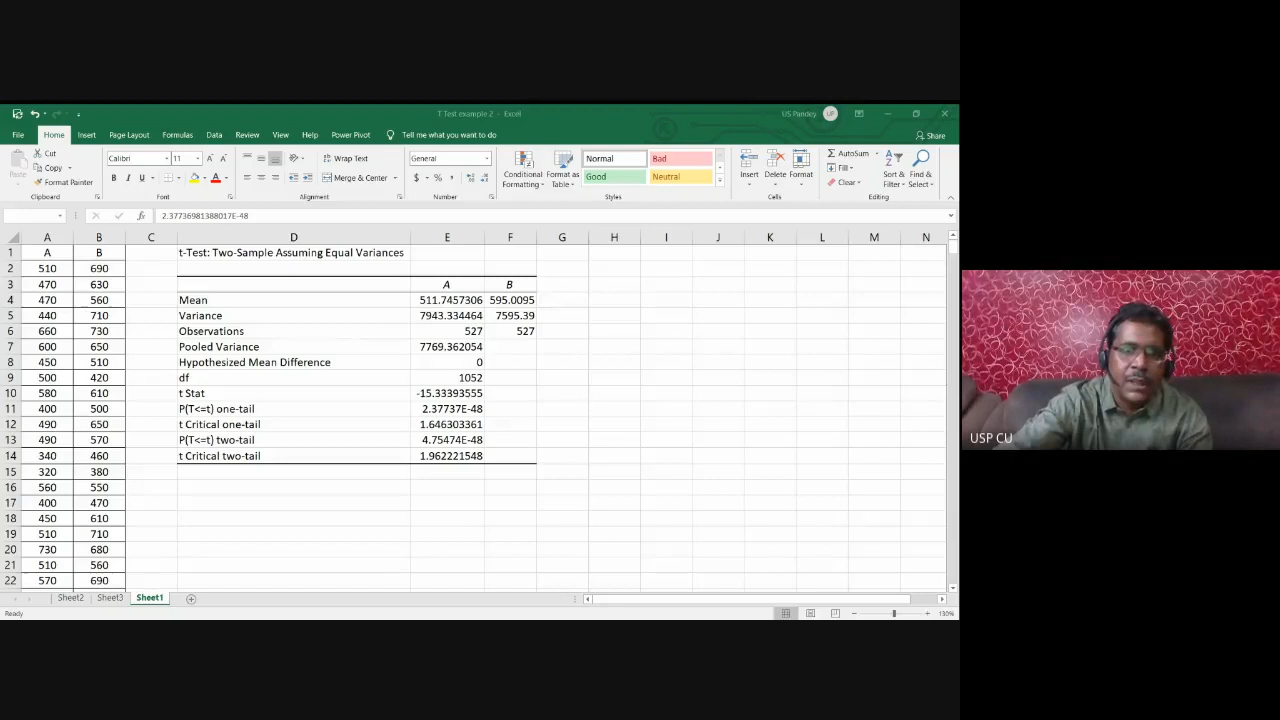 T Test example 2 - Excel
US Pandey
UP
File Home Insert Page Layout Formulas Data Review View Help Power Pivot Tell me what you want to do
Share
Paste
Cut
Copy
Format Painter
Clipboard
Calibri 11
B I U
Font
Wrap Text
Merge & Center
Alignment
General
$ % ,
Number
Conditional Formatting
Format as Table
Normal Bad
Good Neutral
Styles
Insert Delete Format
Cells
AutoSum
Fill
Clear
Sort & Filter
Find & Select
Editing
fx 2.37736981388017E-48
A B C D E F G H I J K L M N
1 A B t-Test: Two-Sample Assuming Equal Variances
2 510 690
3 470 630 A B
4 470 560 Mean 511.7457306 595.0095
5 440 710 Variance 7943.334464 7595.39
6 660 730 Observations 527 527
7 600 650 Pooled Variance 7769.362054
8 450 510 Hypothesized Mean Difference 0
9 500 420 df 1052
10 580 610 t Stat -15.33393555
11 400 500 P(T<=t) one-tail 2.37737E-48
12 490 650 t Critical one-tail 1.646303361
13 490 570 P(T<=t) two-tail 4.75474E-48
14 340 460 t Critical two-tail 1.962221548
15 320 380
16 560 550
17 400 470
18 450 610
19 510 710
20 730 680
21 510 560
22 570 690
Sheet2 Sheet3 Sheet1
Ready
130%
USP CU